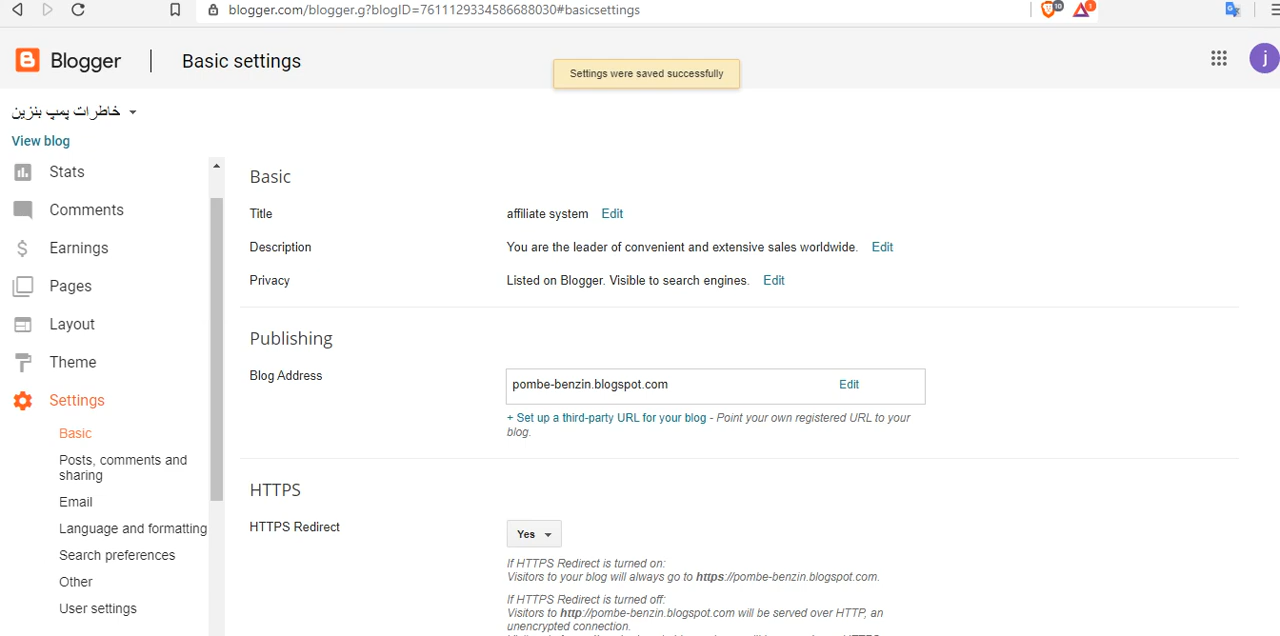 blogger.com/blogger.g?blogID=7611129334586688030#basicsettings
10
1
Blogger
Basic settings
Settings were saved successfully
j
خاطرات پمپ بنزین
View blog
Stats
Comments
Earnings
Pages
Layout
Theme
Settings
Basic
Posts, comments and
sharing
Email
Language and formatting
Search preferences
Other
User settings
Basic
Title affiliate system Edit
Description You are the leader of convenient and extensive sales worldwide. Edit
Privacy Listed on Blogger. Visible to search engines. Edit
Publishing
Blog Address pombe-benzin.blogspot.com Edit
+ Set up a third-party URL for your blog - Point your own registered URL to your
blog.
HTTPS
HTTPS Redirect Yes
If HTTPS Redirect is turned on:
Visitors to your blog will always go to https://pombe-benzin.blogspot.com.
If HTTPS Redirect is turned off:
Visitors to http://pombe-benzin.blogspot.com will be served over HTTP, an
unencrypted connection.